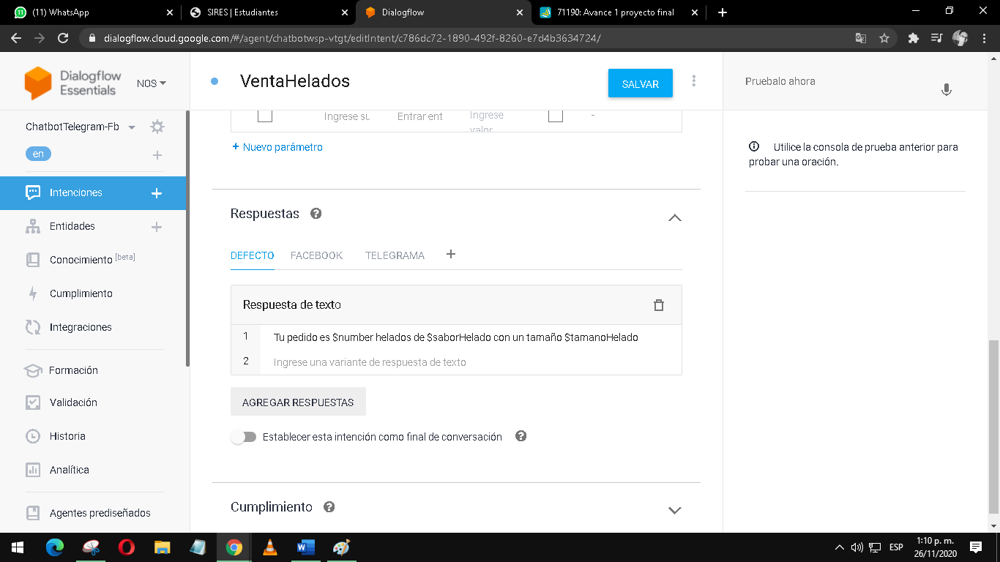 (11) WhatsApp
SIRES | Estudiantes
Dialogflow
71190: Avance 1 proyecto final
dialogflow.cloud.google.com/#/agent/chatbotwsp-vtgt/editIntent/c786dc72-1890-492f-8260-e7d4b3634724/
Dialogflow
Essentials
NOS
VentaHelados
SALVAR
Pruebalo ahora
ChatbotTelegram-Fb
en
Intenciones
Entidades
Conocimiento [beta]
Cumplimiento
Integraciones
Formación
Validación
Historia
Analítica
Agentes prediseñados
Ingrese su
Entrar ent
Ingrese
valor
-
+ Nuevo parámetro
Respuestas
DEFECTO
FACEBOOK
TELEGRAMA
Respuesta de texto
1 Tu pedido es $number helados de $saborHelado con un tamaño $tamanoHelado
2 Ingrese una variante de respuesta de texto
AGREGAR RESPUESTAS
Establecer esta intención como final de conversación
Cumplimiento
Utilice la consola de prueba anterior para
probar una oración.
ESP
1:10 p. m.
26/11/2020